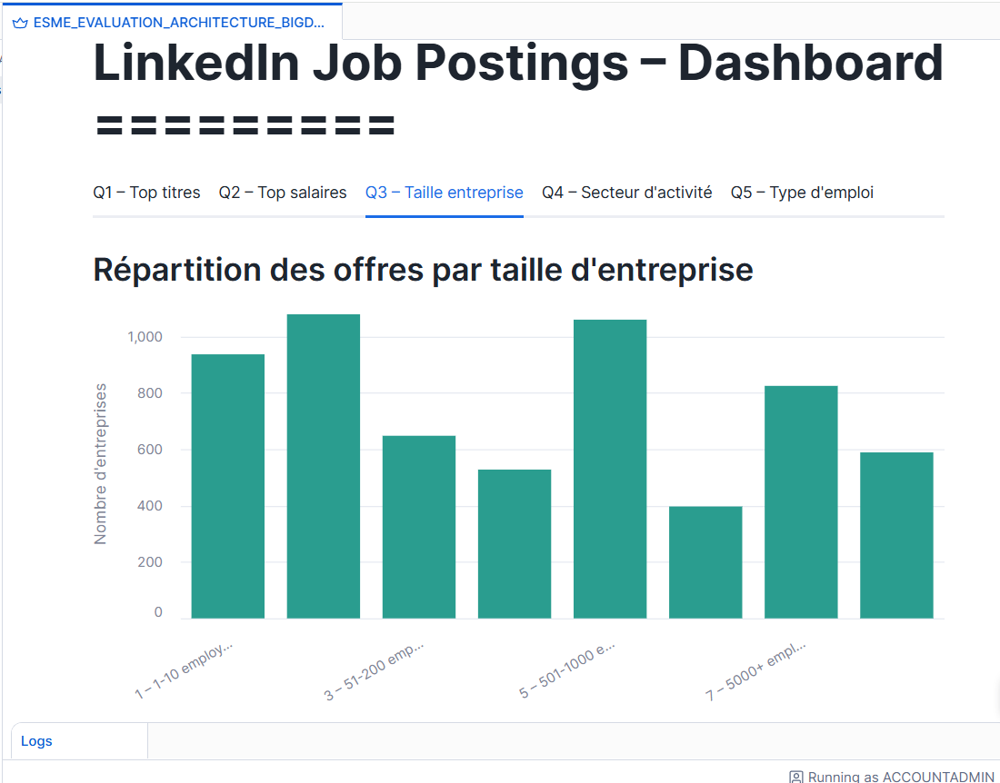 ESME_EVALUATION_ARCHITECTURE_BIGD...
LinkedIn Job Postings – Dashboard
=========
Q1 – Top titres Q2 – Top salaires Q3 – Taille entreprise Q4 – Secteur d'activité Q5 – Type d'emploi
Répartition des offres par taille d'entreprise
Nombre d'entreprises
1,000
800
600
400
200
0
1 – 1-10 employ...
3 – 51-200 emp...
5 – 501-1000 e...
7 – 5000+ empl...
Logs
Running as ACCOUNTADMIN